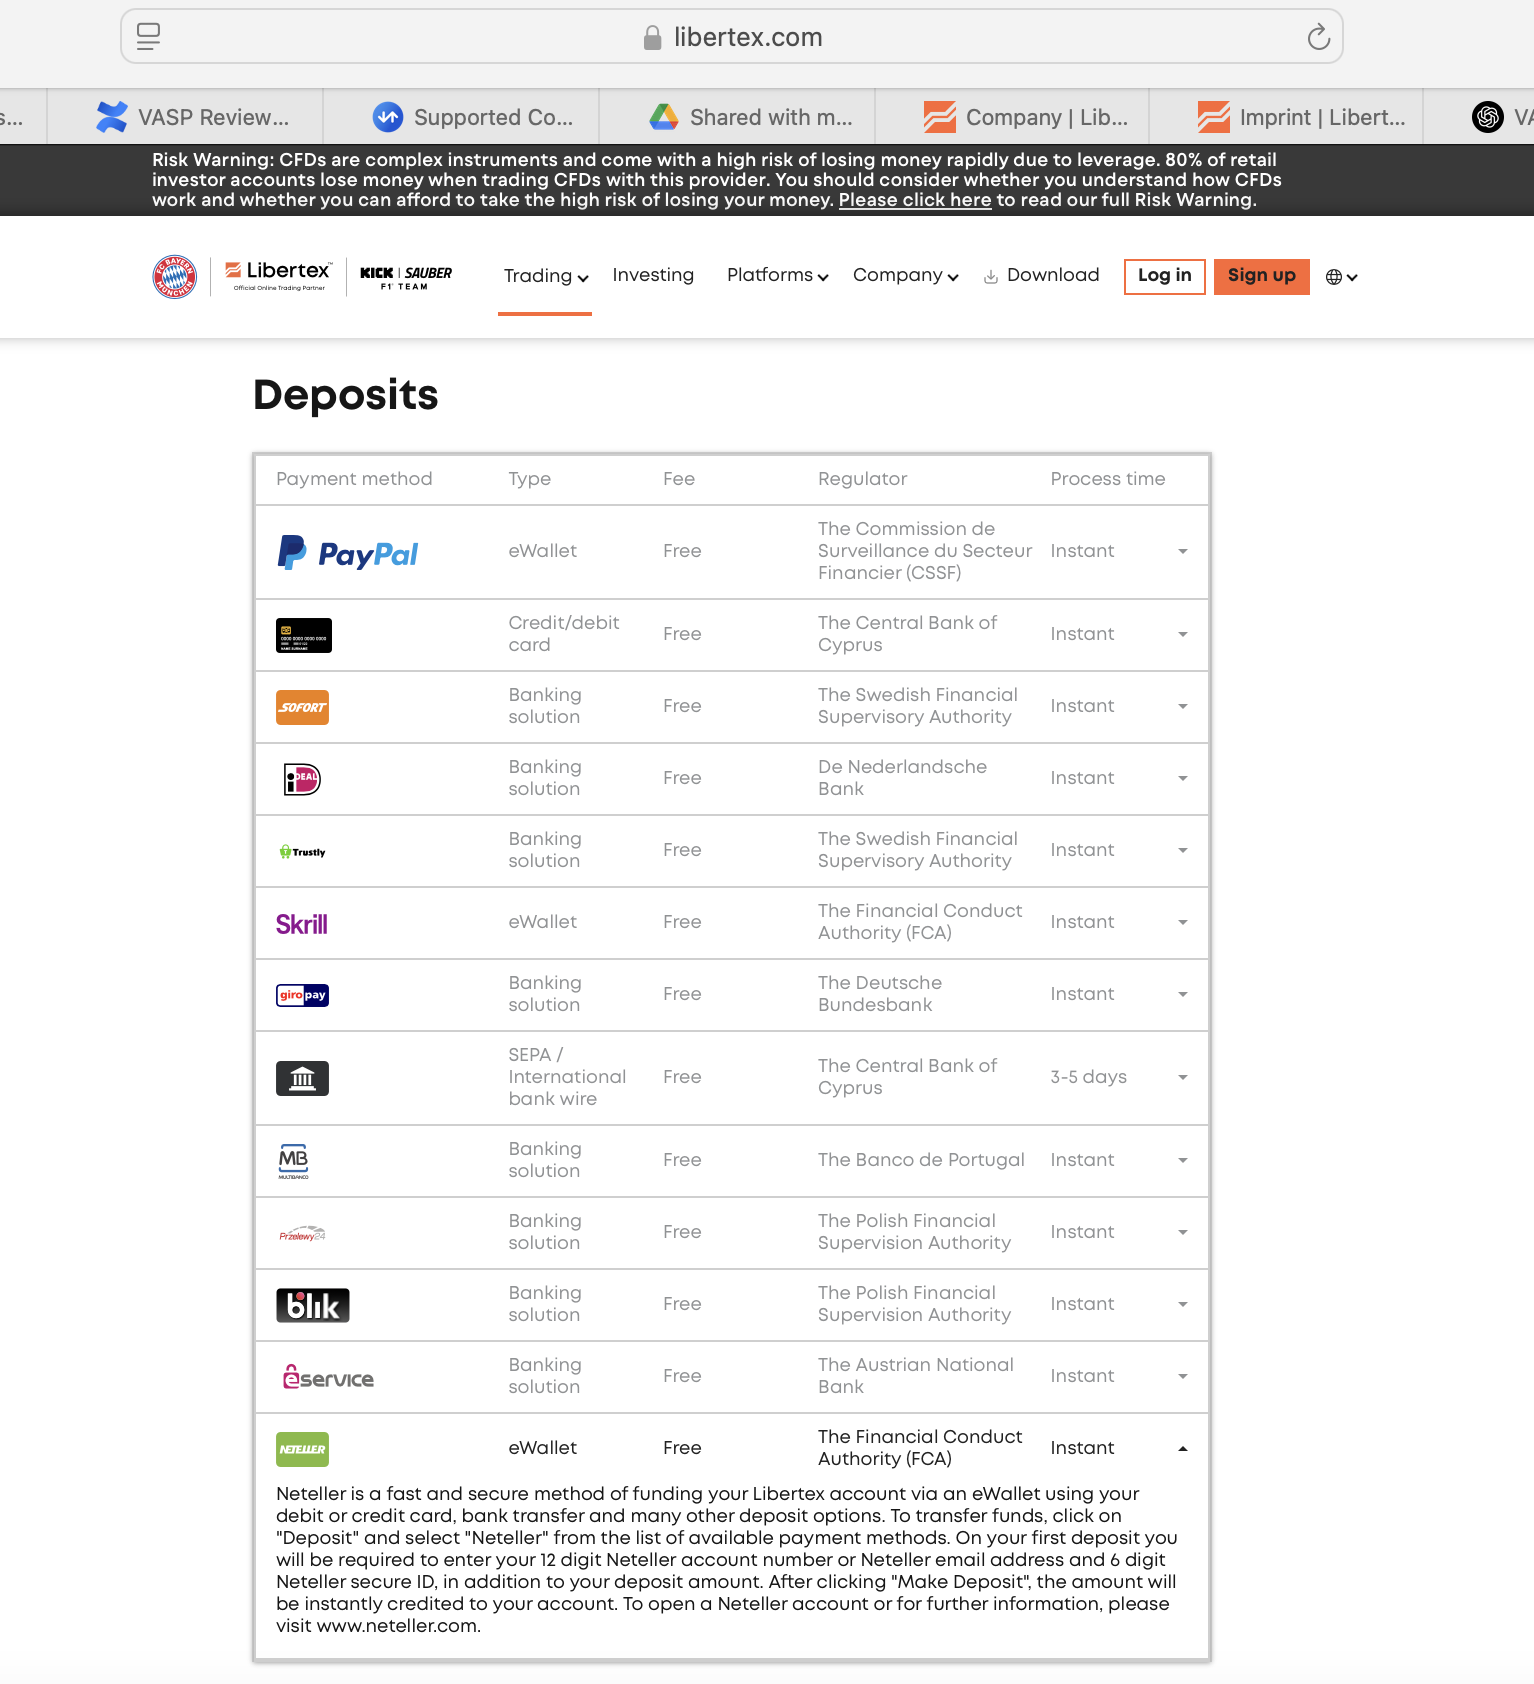 libertex.com
s...
VASP Review...
Supported Co...
Shared with m...
Company | Lib...
Imprint | Libert...
VA
Risk Warning: CFDs are complex instruments and come with a high risk of losing money rapidly due to leverage. 80% of retail
investor accounts lose money when trading CFDs with this provider. You should consider whether you understand how CFDs
work and whether you can afford to take the high risk of losing your money. Please click here to read our full Risk Warning.
FC BAYERN
MÜNCHEN
Libertex™
Official Online Trading Partner
KICK | SAUBER
F1® TEAM
Trading
Investing
Platforms
Company
Download
Log in
Sign up
Deposits
Payment method Type Fee Regulator Process time
PayPal eWallet Free The Commission de
Surveillance du Secteur
Financier (CSSF) Instant
0000 0000 0000 0000
NAME SURNAME
Credit/debit
card Free The Central Bank of
Cyprus Instant
SOFORT Banking
solution Free The Swedish Financial
Supervisory Authority Instant
iDEAL Banking
solution Free De Nederlandsche
Bank Instant
Trustly Banking
solution Free The Swedish Financial
Supervisory Authority Instant
Skrill eWallet Free The Financial Conduct
Authority (FCA) Instant
giropay Banking
solution Free The Deutsche
Bundesbank Instant
SEPA /
International
bank wire Free The Central Bank of
Cyprus 3-5 days
MB
MULTIBANCO
Banking
solution Free The Banco de Portugal Instant
Przelewy24 Banking
solution Free The Polish Financial
Supervision Authority Instant
blik Banking
solution Free The Polish Financial
Supervision Authority Instant
eservice Banking
solution Free The Austrian National
Bank Instant
NETELLER eWallet Free The Financial Conduct
Authority (FCA) Instant
Neteller is a fast and secure method of funding your Libertex account via an eWallet using your
debit or credit card, bank transfer and many other deposit options. To transfer funds, click on
"Deposit" and select "Neteller" from the list of available payment methods. On your first deposit you
will be required to enter your 12 digit Neteller account number or Neteller email address and 6 digit
Neteller secure ID, in addition to your deposit amount. After clicking "Make Deposit", the amount will
be instantly credited to your account. To open a Neteller account or for further information, please
visit www.neteller.com.